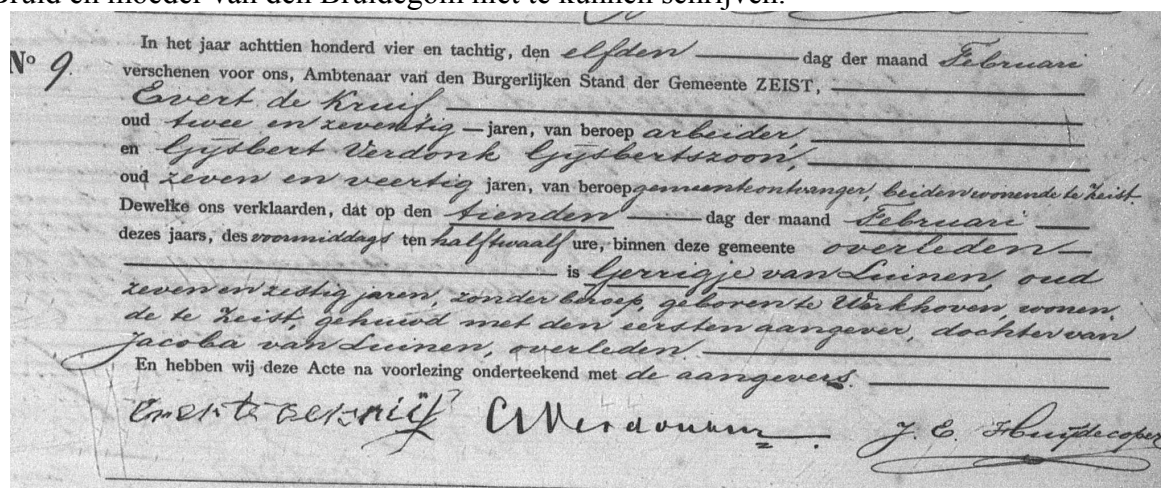 Bruid en moeder van den Bruidegom niet te kunnen schrijven.
No 9.
In het jaar achttien honderd vier en tachtig, den elfden dag der maand Februari
verschenen voor ons, Ambtenaar van den Burgerlijken Stand der Gemeente ZEIST,
Evert de Kruif,
oud twee en zeventig jaren, van beroep arbeider,
en Gijsbert Verdonk Gijsbertszoon,
oud zeven en veertig jaren, van beroep gemeenteontvanger, beiden wonende te Zeist
Dewelke ons verklaarden, dat op den tienden dag der maand Februari
dezes jaars, des voormiddags ten half twaalf ure, binnen deze gemeente overleden
is Gerrigje van Luinen, oud
zeven en zestig jaren, zonder beroep, geboren te Werkhoven, wonen,
de te Zeist, gehuwd met den eersten aangever, dochter van
Jacoba van Luinen, overleden.
En hebben wij deze Acte na voorlezing onderteekend met de aangevers.
J. E. Huydecoper